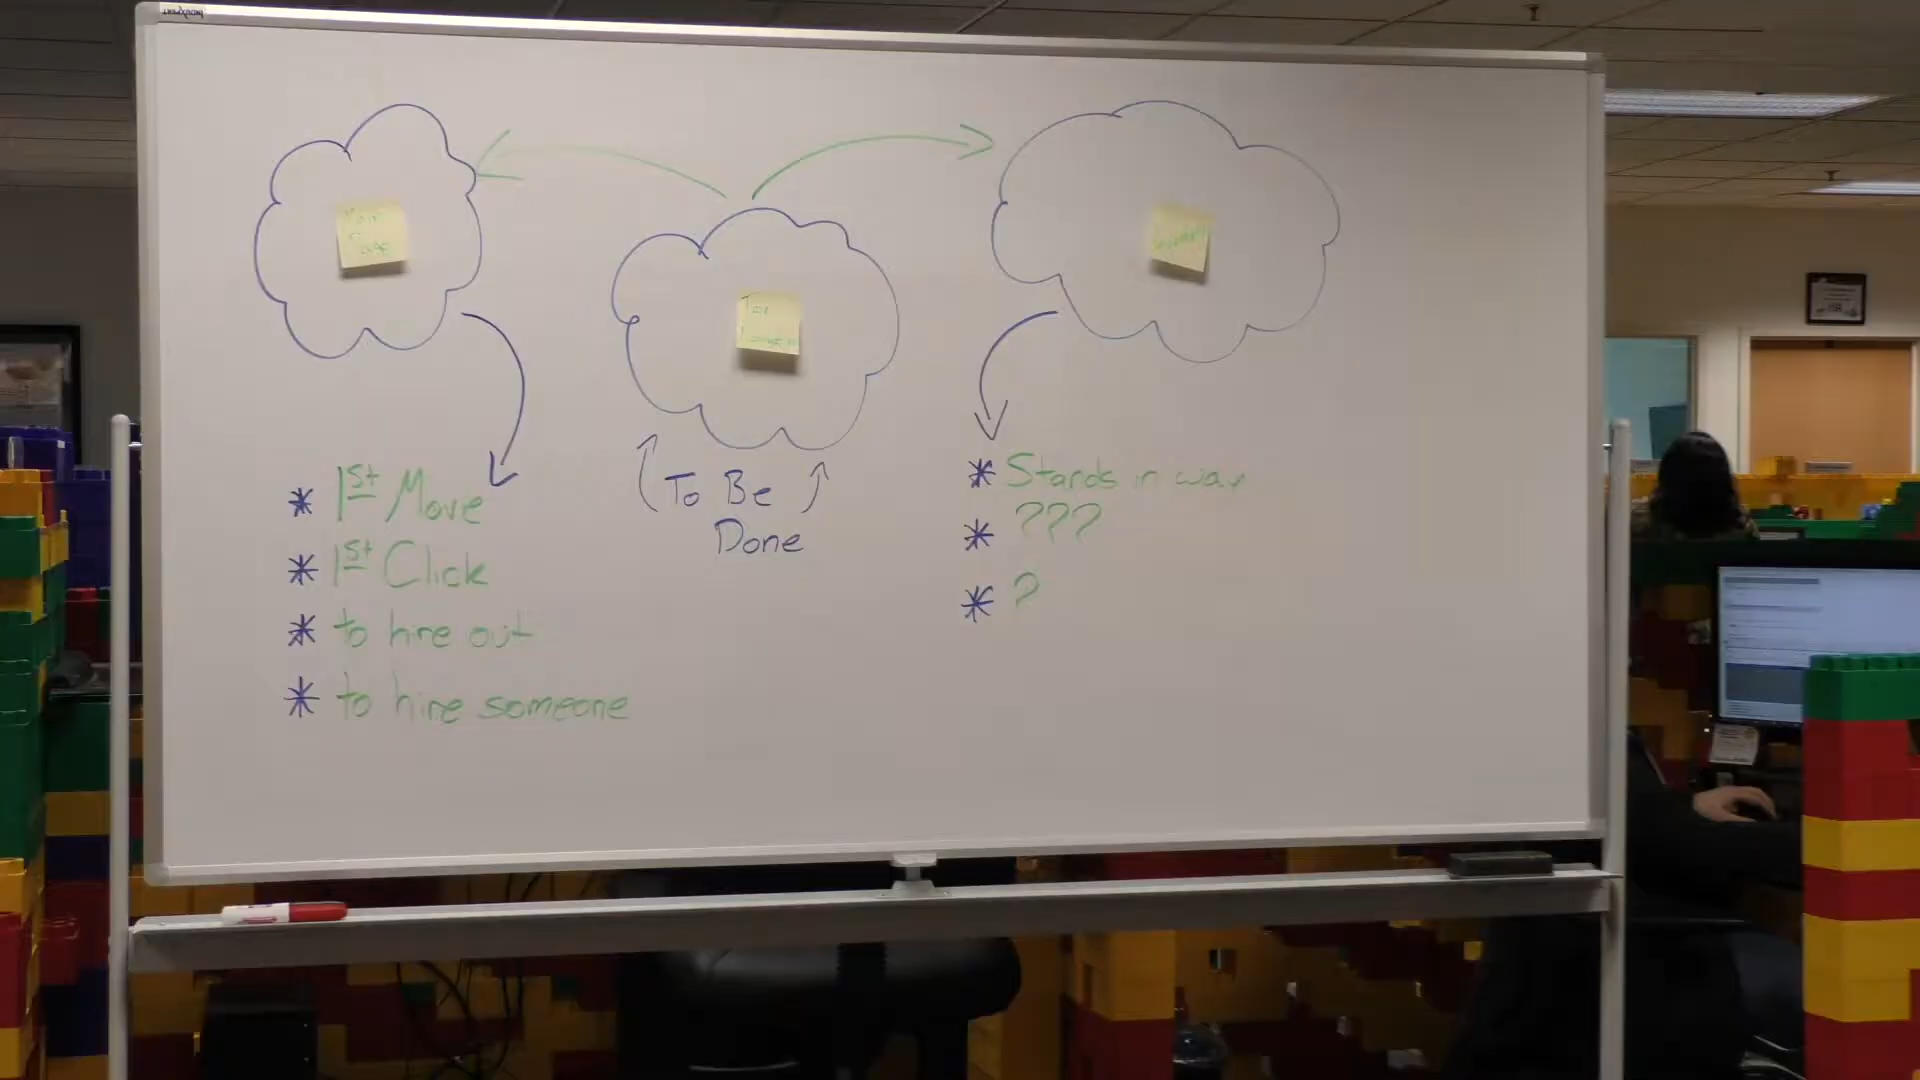 1st Move
1st Click
to hire out
to hire someone
To Be
Done
Stands in way
???
?